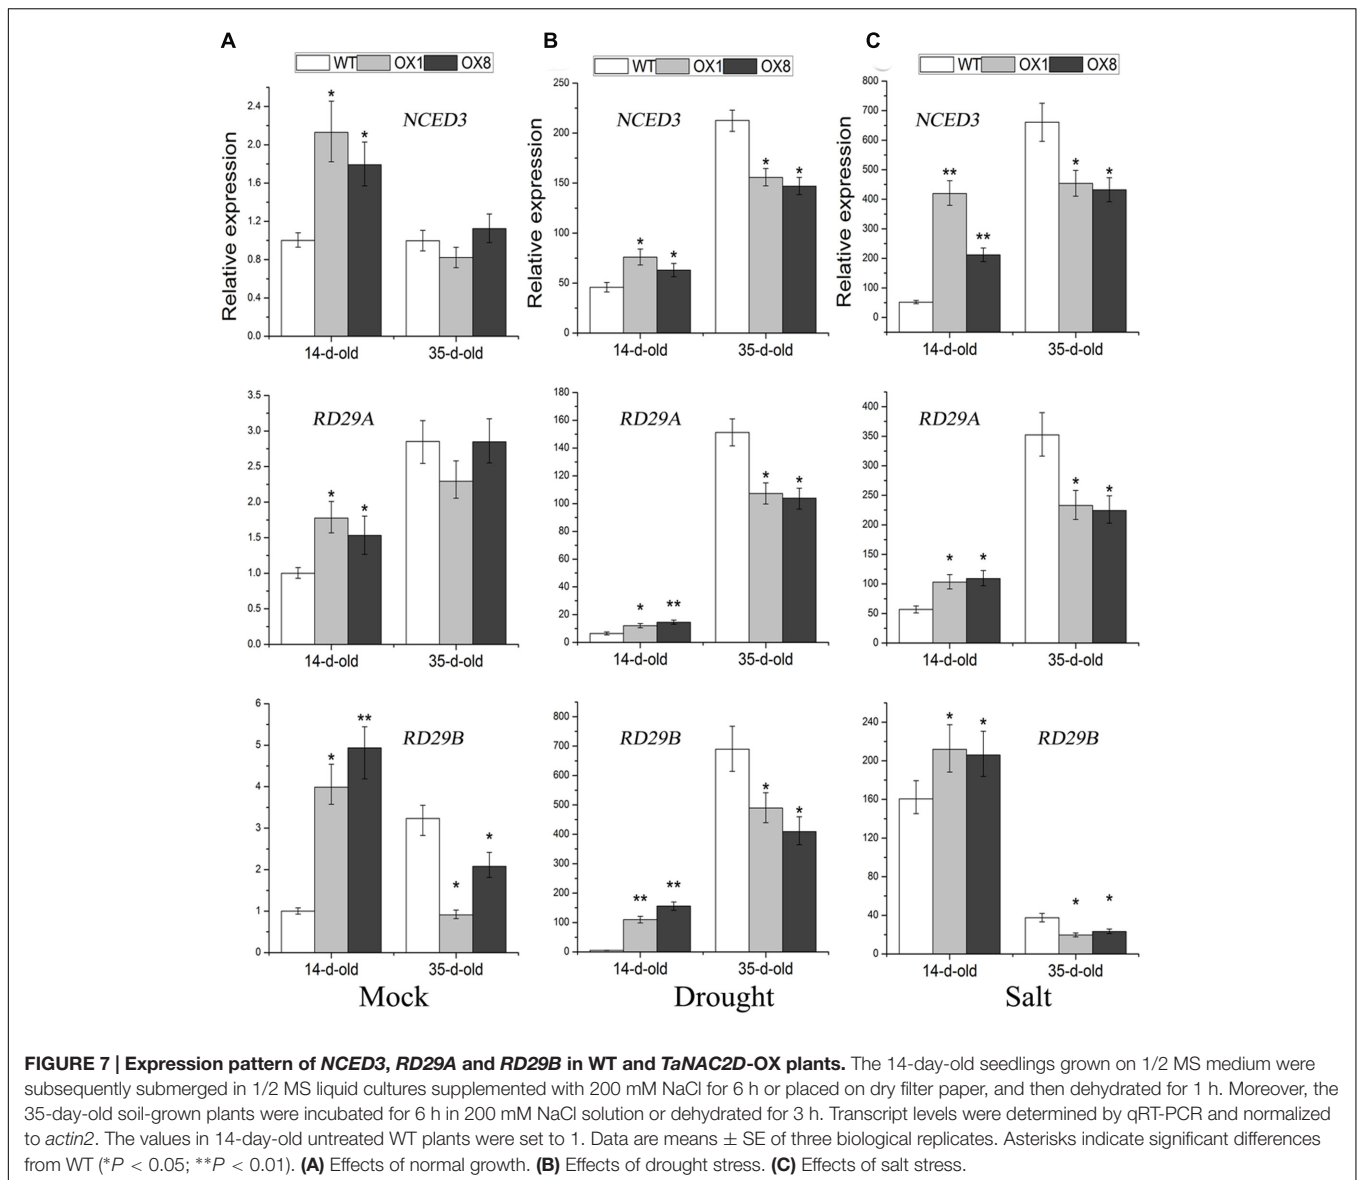 A
B
C
WT OX1 OX8
WT OX1 OX8
WT OX1 OX8
Relative expression
2.4
2.0
1.6
1.2
0.8
0.4
0.0
NCED3
*
*
14-d-old 35-d-old
Relative expression
250
200
150
100
50
0
NCED3
*
*
*
*
14-d-old 35-d-old
Relative expression
800
700
600
500
400
300
200
100
0
NCED3
**
**
*
*
14-d-old 35-d-old
3.5
3.0
2.5
2.0
1.5
1.0
0.5
0.0
RD29A
*
*
14-d-old 35-d-old
180
160
140
120
100
80
60
40
20
0
RD29A
*
**
*
*
14-d-old 35-d-old
400
350
300
250
200
150
100
50
0
RD29A
*
*
*
*
14-d-old 35-d-old
6
5
4
3
2
1
0
RD29B
*
**
*
*
14-d-old 35-d-old
Mock
800
700
600
500
400
300
200
100
0
RD29B
**
**
*
*
14-d-old 35-d-old
Drought
240
200
160
120
80
40
0
RD29B
*
*
*
*
14-d-old 35-d-old
Salt
FIGURE 7 | Expression pattern of NCED3, RD29A and RD29B in WT and TaNAC2D-OX plants. The 14-day-old seedlings grown on 1/2 MS medium were
subsequently submerged in 1/2 MS liquid cultures supplemented with 200 mM NaCl for 6 h or placed on dry filter paper, and then dehydrated for 1 h. Moreover, the
35-day-old soil-grown plants were incubated for 6 h in 200 mM NaCl solution or dehydrated for 3 h. Transcript levels were determined by qRT-PCR and normalized
to actin2. The values in 14-day-old untreated WT plants were set to 1. Data are means ± SE of three biological replicates. Asterisks indicate significant differences
from WT (*P < 0.05; **P < 0.01). (A) Effects of normal growth. (B) Effects of drought stress. (C) Effects of salt stress.